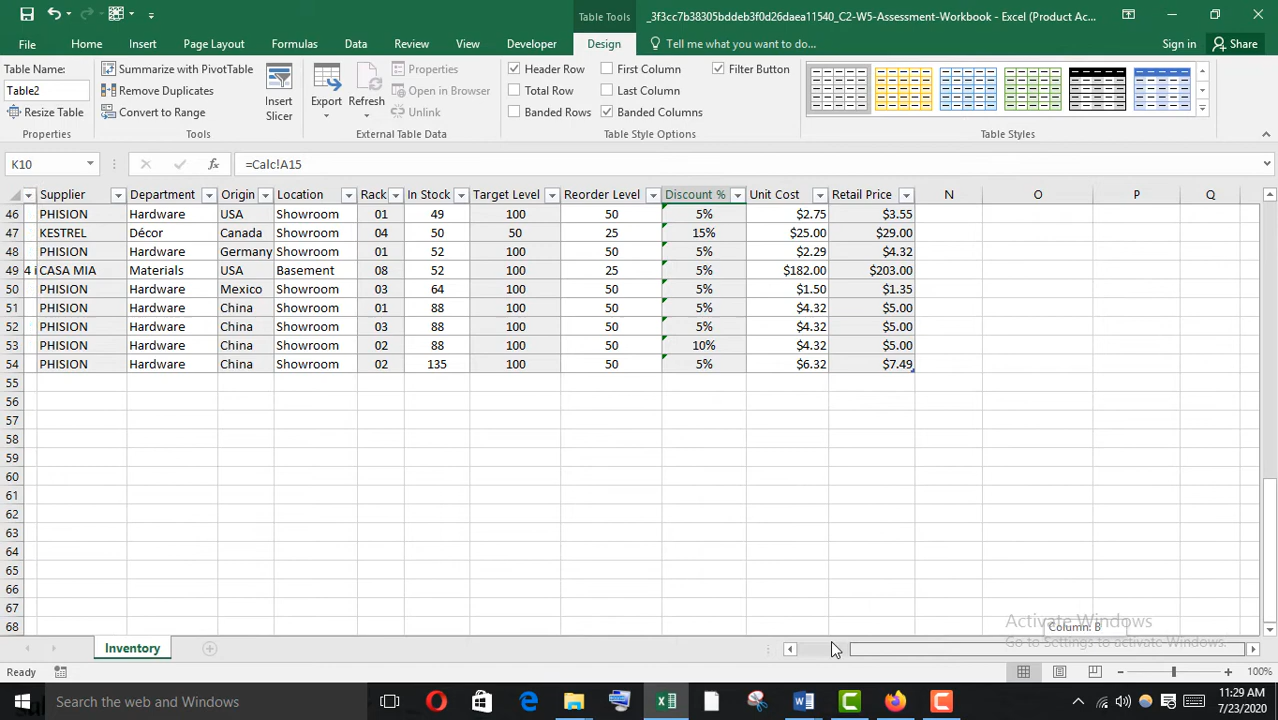 Table Tools
_3f3cc7b38305bddeb3f0d26daea11540_C2-W5-Assessment-Workbook - Excel (Product Ac...
File Home Insert Page Layout Formulas Data Review View Developer Design Tell me what you want to do... Sign in Share
Table Name: Summarize with PivotTable Properties Header Row First Column Filter Button
Table2 Remove Duplicates Open in Browser Total Row Last Column
Resize Table Convert to Range Insert Slicer Export Refresh Unlink Banded Rows Banded Columns
Properties Tools External Table Data Table Style Options Table Styles
K10 fx =Calc!A15
Supplier Department Origin Location Rack In Stock Target Level Reorder Level Discount % Unit Cost Retail Price N O P Q
46 PHISION Hardware USA Showroom 01 49 100 50 5% $2.75 $3.55
47 KESTREL Décor Canada Showroom 04 50 50 25 15% $25.00 $29.00
48 PHISION Hardware Germany Showroom 01 52 100 50 5% $2.29 $4.32
49 4 i CASA MIA Materials USA Basement 08 52 100 25 5% $182.00 $203.00
50 PHISION Hardware Mexico Showroom 03 64 100 50 5% $1.50 $1.35
51 PHISION Hardware China Showroom 01 88 100 50 5% $4.32 $5.00
52 PHISION Hardware China Showroom 03 88 100 50 5% $4.32 $5.00
53 PHISION Hardware China Showroom 02 88 100 50 10% $4.32 $5.00
54 PHISION Hardware China Showroom 02 135 100 50 5% $6.32 $7.49
55
56
57
58
59
60
61
62
63
64
65
66
67
68
Activate Windows
Column: B
Go to Settings to activate Windows.
Inventory
Ready 100%
Search the web and Windows
11:29 AM
7/23/2020